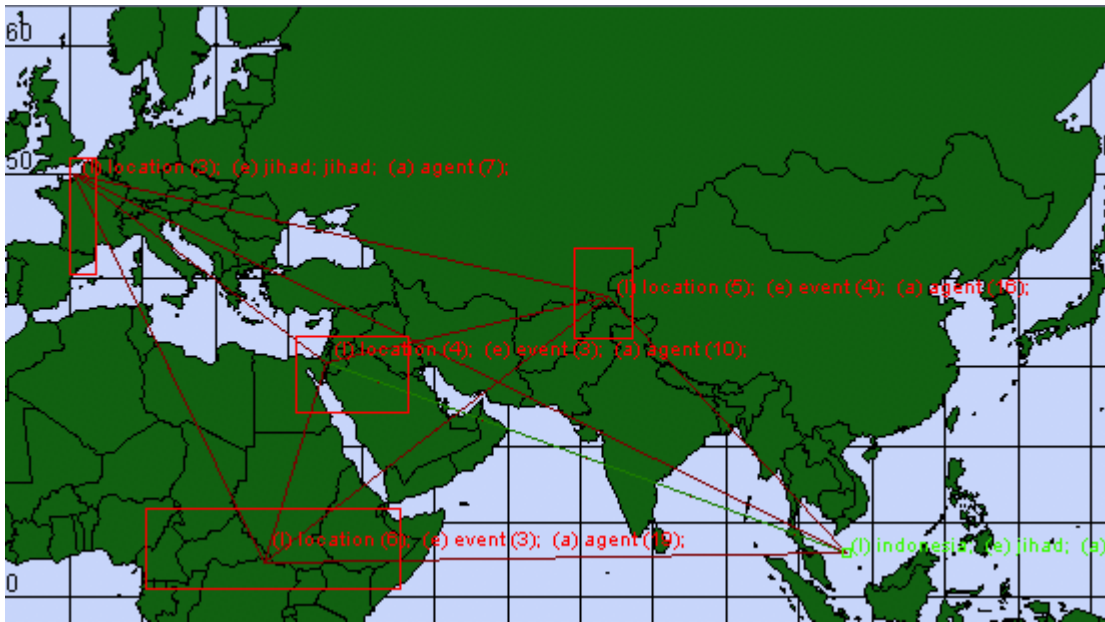 60
50
(l) location (3); (e) jihad; jihad; (a) agent (7);
(l) location (5); (e) event (4); (a) agent (16);
(l) location (4); (e) event (3); (a) agent (10);
(l) location (6); (e) event (3); (a) agent (19);
(l) indonesia; (e) jihad; (a)
0